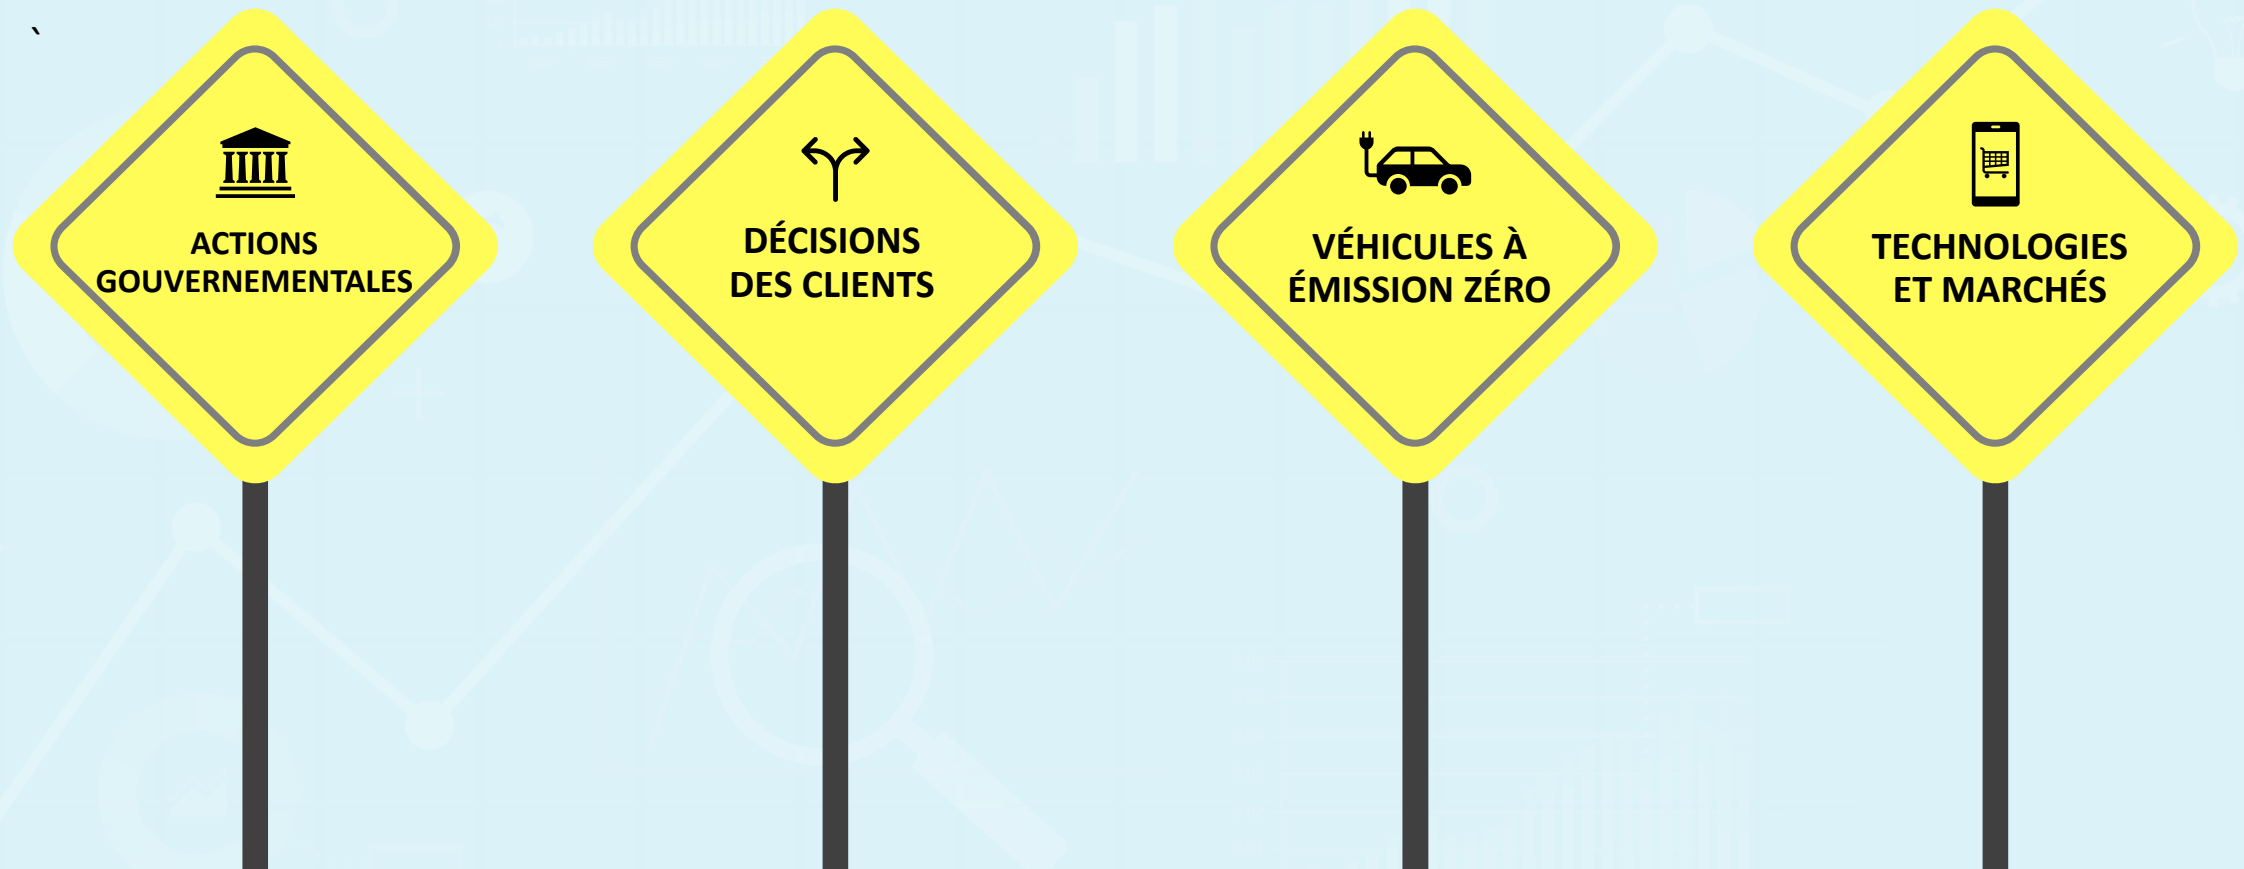 `
ACTIONS
GOUVERNEMENTALES
DÉCISIONS
DES CLIENTS
VÉHICULES À
ÉMISSION ZÉRO
TECHNOLOGIES
ET MARCHÉS